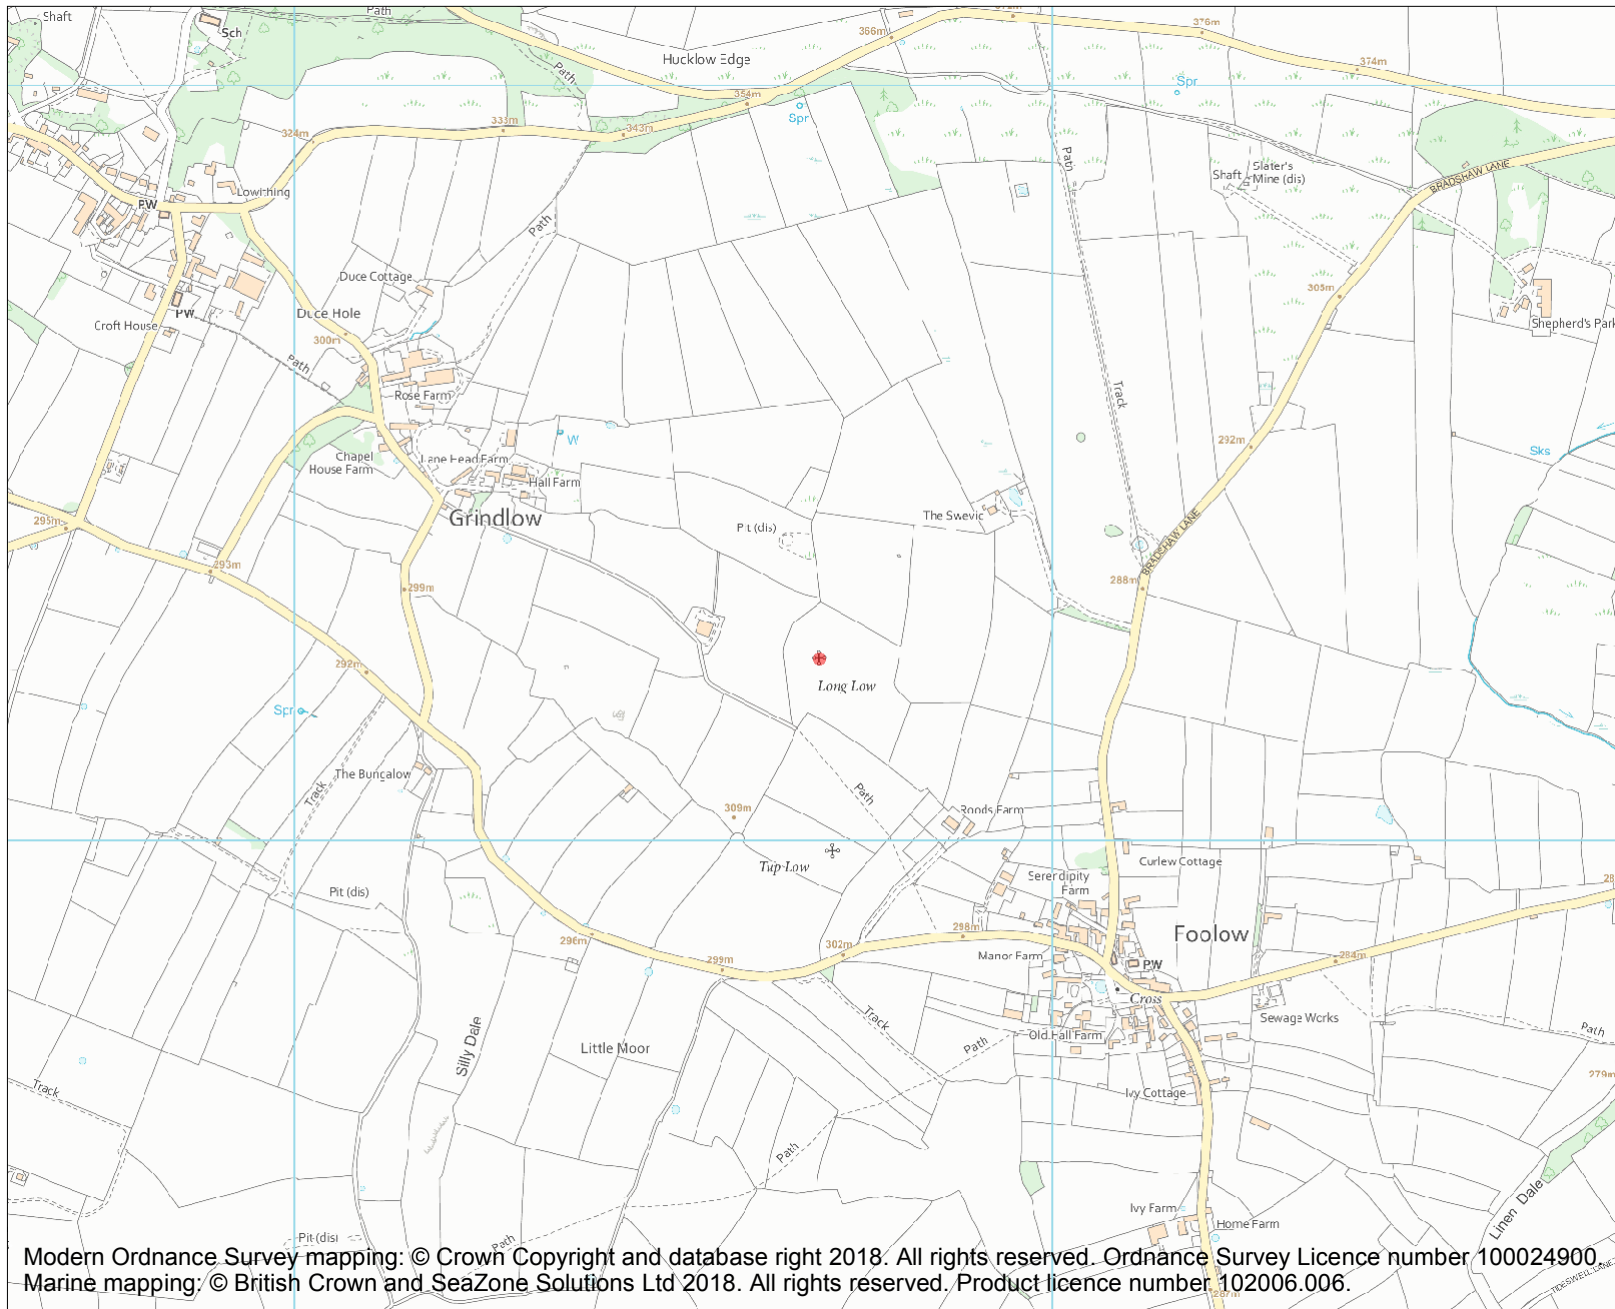 Shaft
Path
Sch
366m
376m
Hucklow Edge
374m
Path
Spr
354m
Spr
324m
333m
343m
Path
Slater's
Shaft
Mine (dis)
BRADSHAW LANE
Lowthing
PW
Path
Duce Cottage
305m
Duce Hole
PW
Croft House
Shepherd's Park
300m
Path
Track
Rose Farm
W
292m
Sks
Chapel
House Farm
Lane Head Farm
Hall Farm
Grindlow
The Swevic
295m
Pit (dis)
BRADSHAW LANE
293m
288m
299m
292m
Long Low
Spr
The Bungalow
Track
Path
309m
Roods Farm
Tup Low
Curlew Cottage
Serendipity
Farm
Pit (dis)
298m
Foolow
296m
302m
Manor Farm
PW
299m
284m
Cross
Track
Sewage Works
Path
Old Hall Farm
Path
Silly Dale
Little Moor
279m
Track
Ivy Cottage
Path
Linen Dale
Ivy Farm
Home Farm
Pit (dis)
Path
Modern Ordnance Survey mapping: © Crown Copyright and database right 2018. All rights reserved. Ordnance Survey Licence number 100024900.
Marine mapping: © British Crown and SeaZone Solutions Ltd 2018. All rights reserved. Product licence number 102006.006.
287m
TIDESWELL LANE